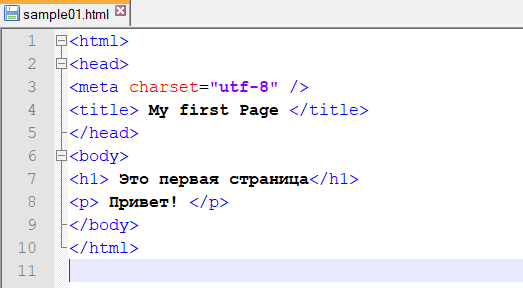 sample01.html
1 <html>
2 <head>
3 <meta charset="utf-8" />
4 <title> My first Page </title>
5 </head>
6 <body>
7 <h1> Это первая страница</h1>
8 <p> Привет! </p>
9 </body>
10 </html>
11